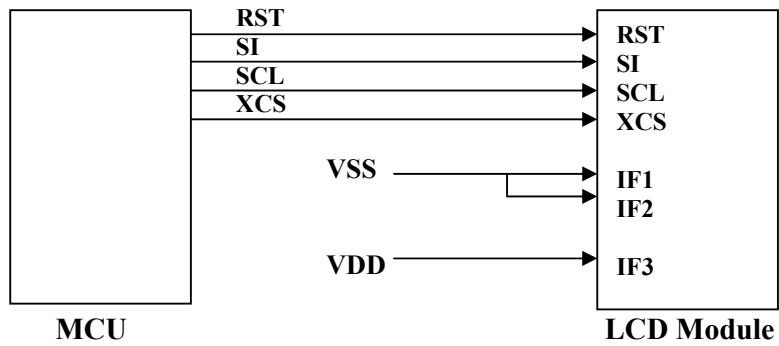 RST
SI
SCL
XCS
RST
SI
SCL
XCS
VSS
IF1
IF2
VDD
IF3
MCU
LCD Module